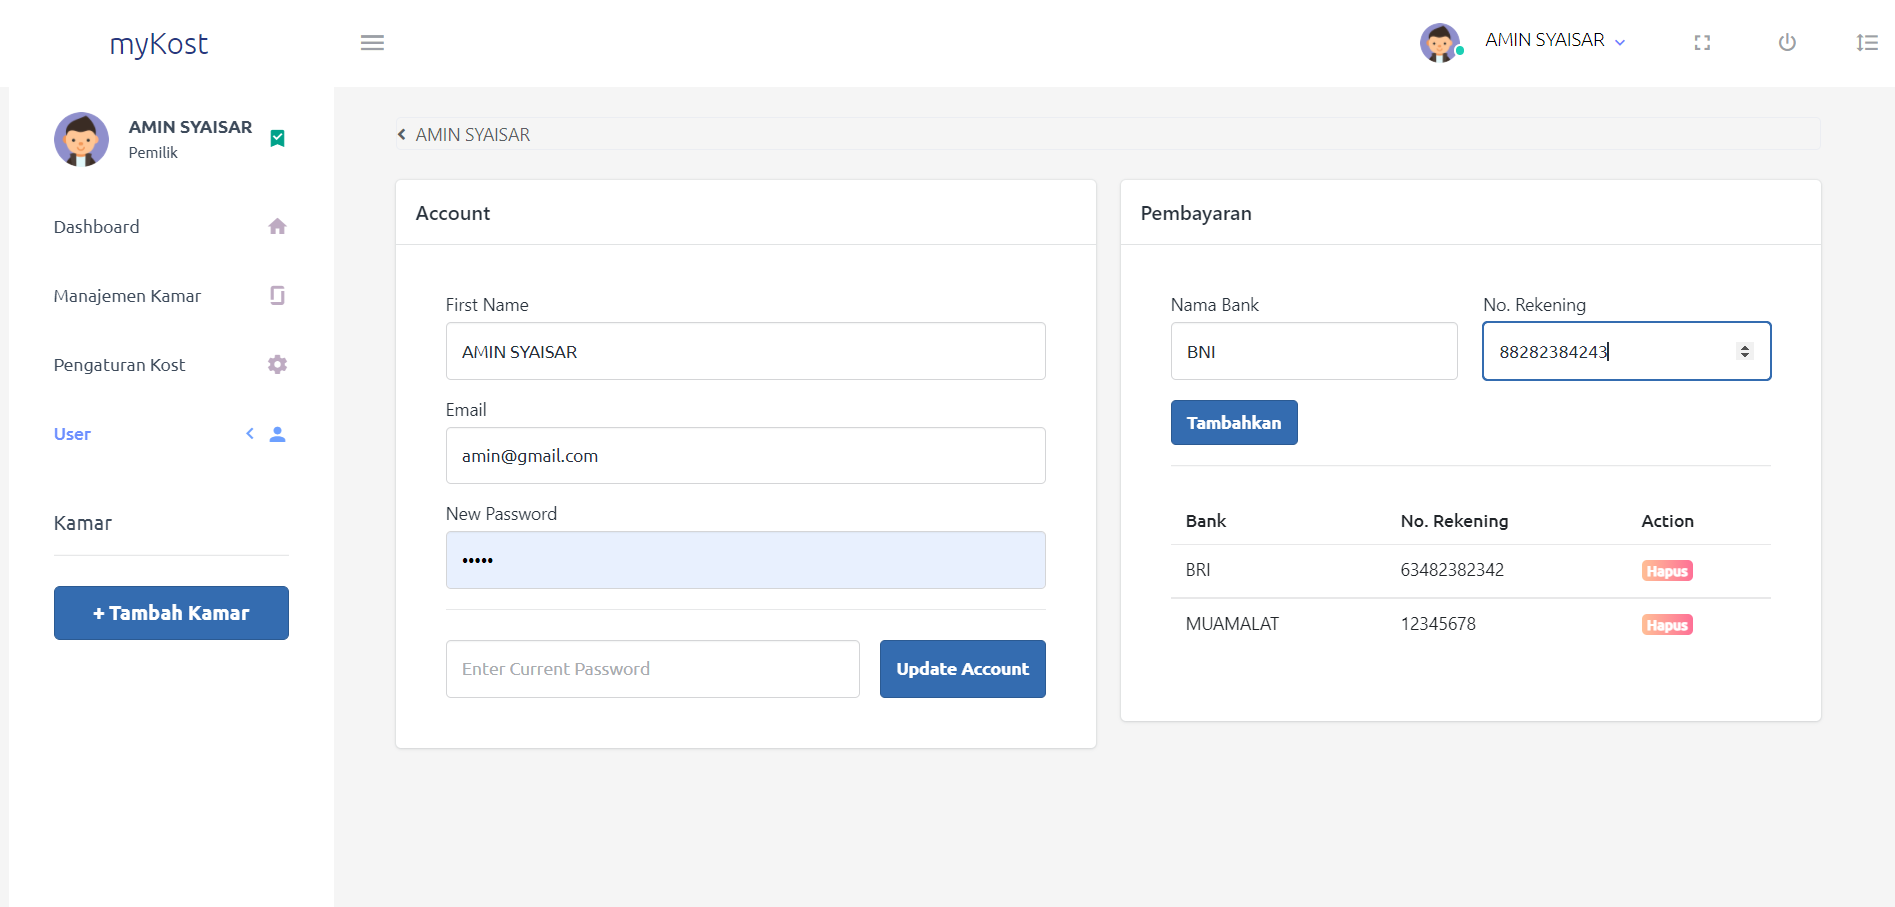 myKost
AMIN SYAISAR
AMIN SYAISAR
Pemilik
Dashboard
Manajemen Kamar
Pengaturan Kost
User
Kamar
+ Tambah Kamar
AMIN SYAISAR
Account
First Name
AMIN SYAISAR
Email
amin@gmail.com
New Password
•••••
Enter Current Password
Update Account
Pembayaran
Nama Bank No. Rekening
BNI 88282384243
Tambahkan
Bank No. Rekening Action
BRI 63482382342 Hapus
MUAMALAT 12345678 Hapus